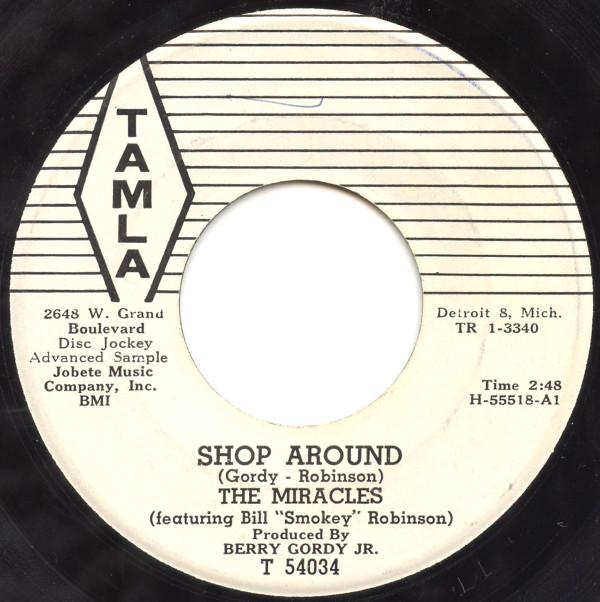 TAMLA
2648 W. Grand
Boulevard
Disc Jockey
Advanced Sample
Jobete Music
Company, Inc.
BMI
Detroit 8, Mich.
TR 1-3340
Time 2:48
H-55518-A1
SHOP AROUND
(Gordy - Robinson)
THE MIRACLES
(featuring Bill "Smokey" Robinson)
Produced By
BERRY GORDY JR.
T 54034